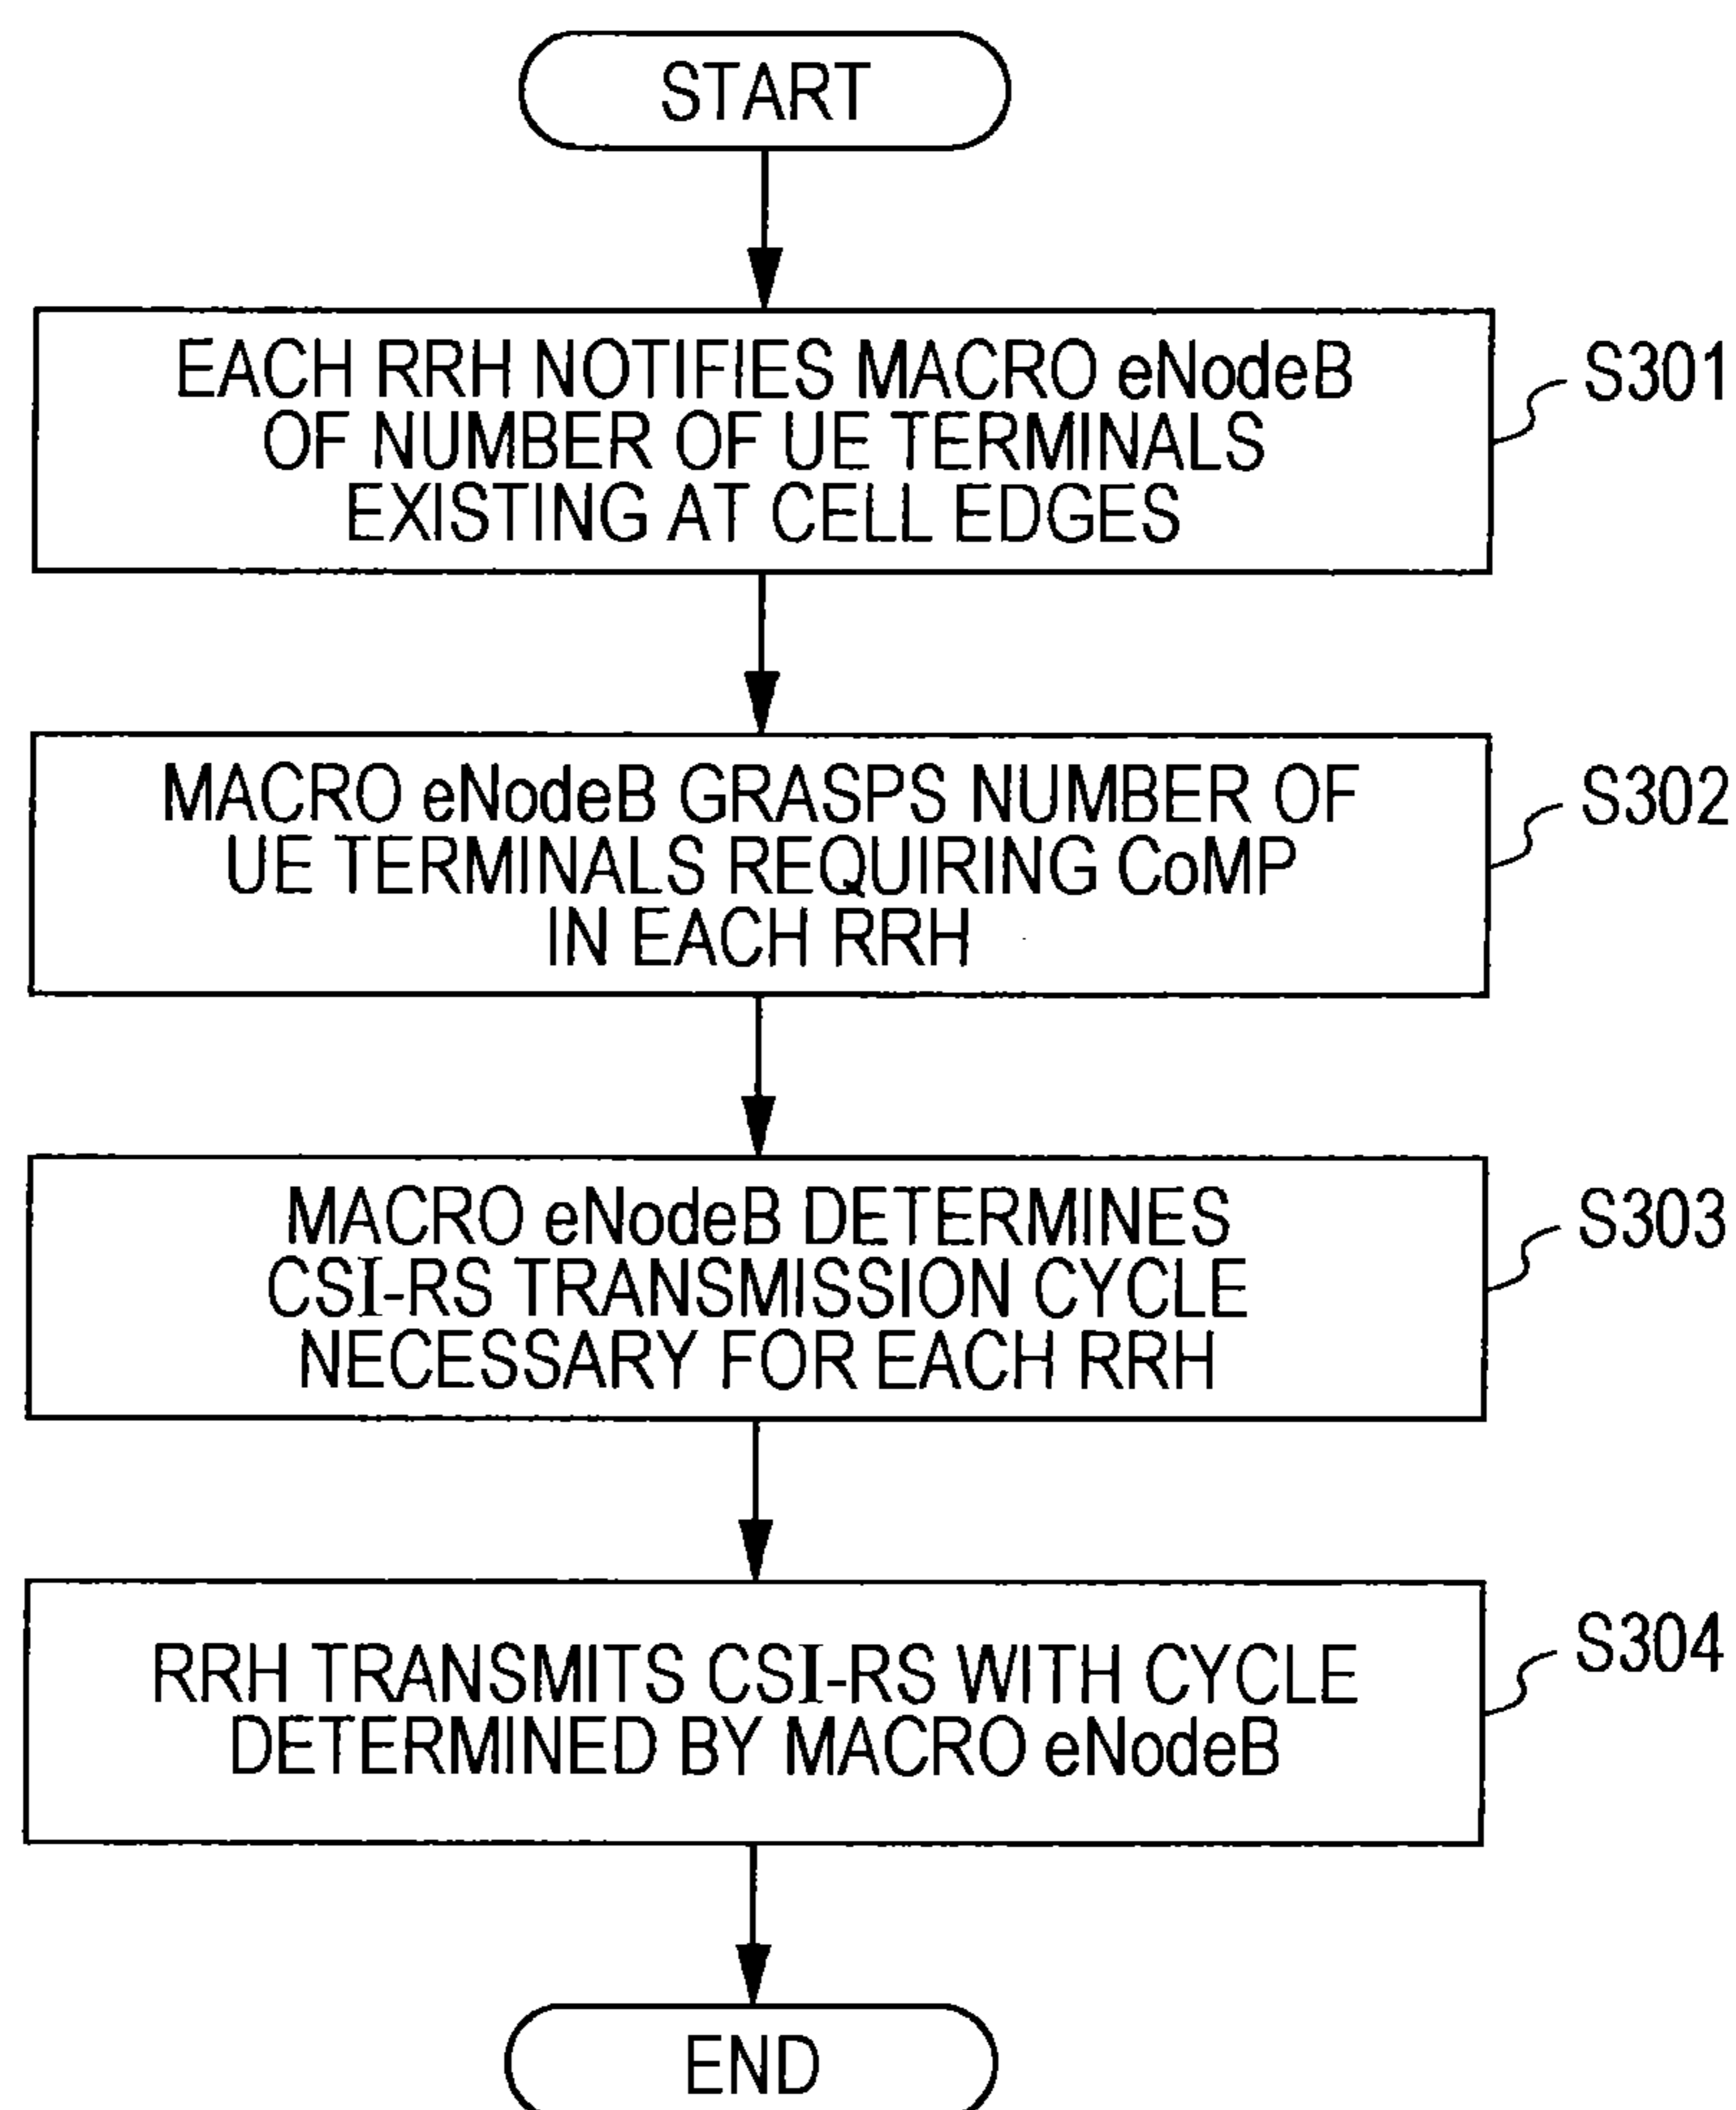 START
EACH RRH NOTIFIES MACRO eNodeB
OF NUMBER OF UE TERMINALS
EXISTING AT CELL EDGES
S301
MACRO eNodeB GRASPS NUMBER OF
UE TERMINALS REQUIRING CoMP
IN EACH RRH
S302
MACRO eNodeB DETERMINES
CSI-RS TRANSMISSION CYCLE
NECESSARY FOR EACH RRH
S303
RRH TRANSMITS CSI-RS WITH CYCLE
DETERMINED BY MACRO eNodeB
S304
END